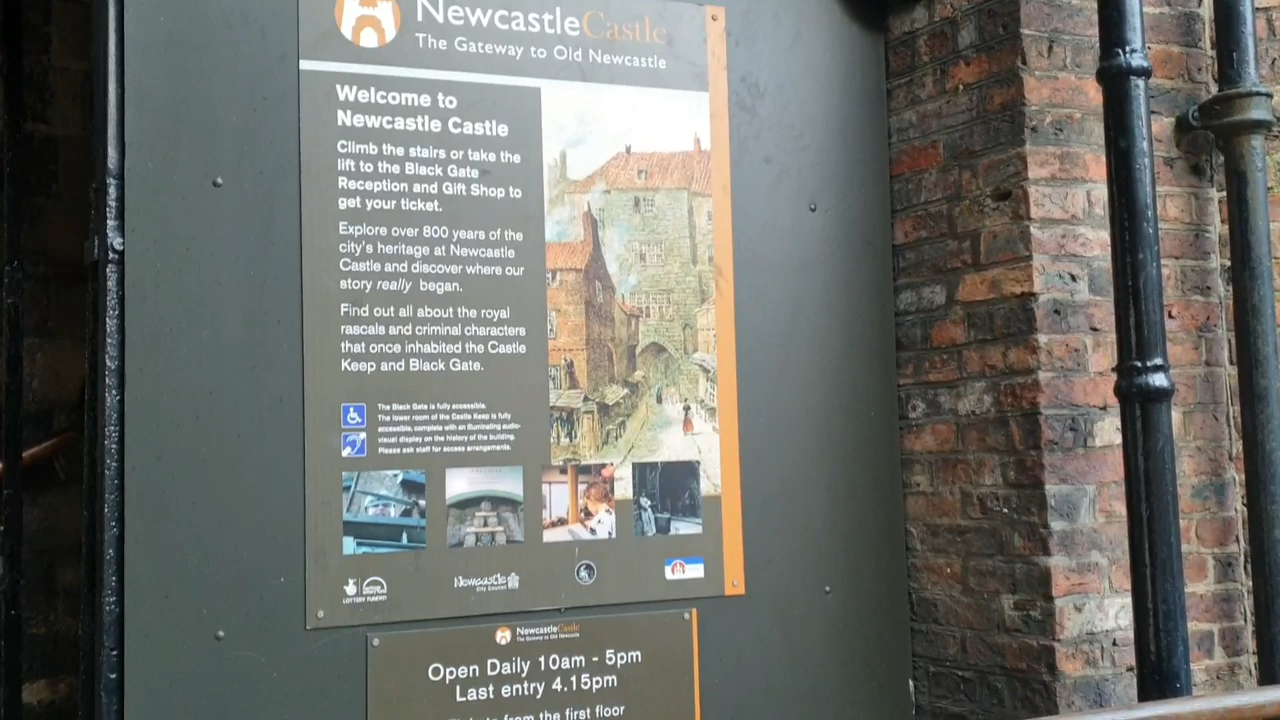 NewcastleCastle
The Gateway to Old Newcastle
Welcome to
Newcastle Castle
Climb the stairs or take the
lift to the Black Gate
Reception and Gift Shop to
get your ticket.
Explore over 800 years of the
city's heritage at Newcastle
Castle and discover where our
story really began.
Find out all about the royal
rascals and criminal characters
that once inhabited the Castle
Keep and Black Gate.
The Black Gate is fully accessible.
The lower room of the Castle Keep is fully
accessible, complete with an illuminating audio-
visual display on the history of the building.
Please ask staff for access arrangements.
LOTTERY FUNDED
Newcastle
City Council
NewcastleCastle
The Gateway to Old Newcastle
Open Daily 10am - 5pm
Last entry 4.15pm
from the first floor